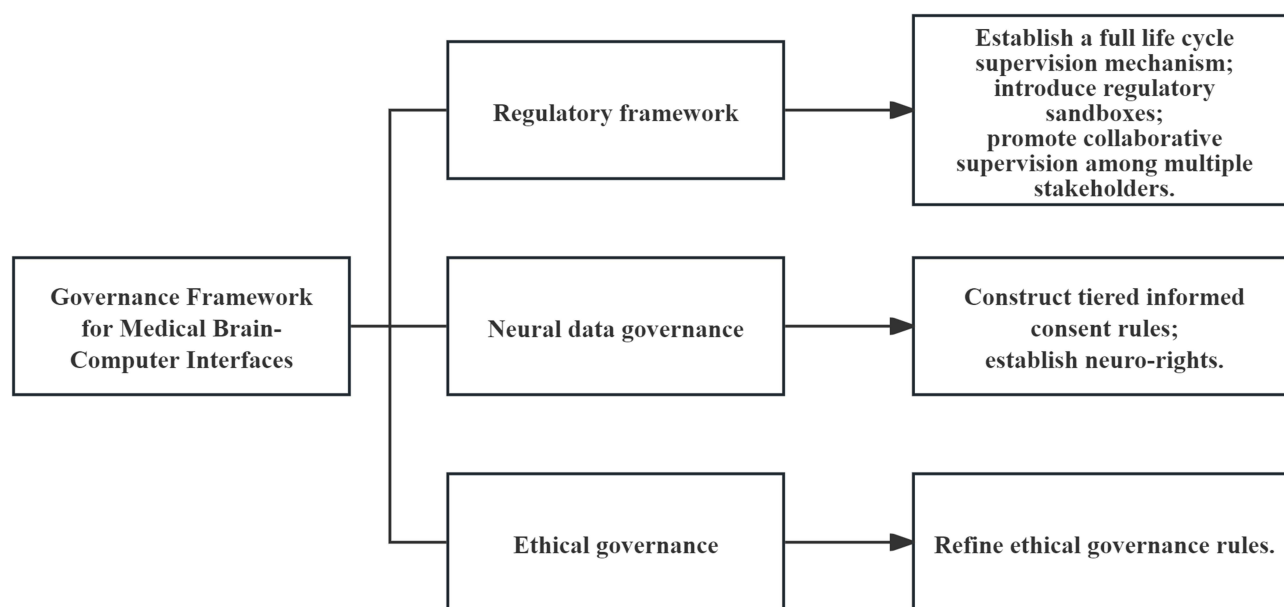 Establish a full life cycle
supervision mechanism;
introduce regulatory
sandboxes;
promote collaborative
supervision among multiple
stakeholders.
Regulatory framework
Governance Framework
for Medical Brain-
Computer Interfaces
Neural data governance
Construct tiered informed
consent rules;
establish neuro-rights.
Ethical governance
Refine ethical governance rules.